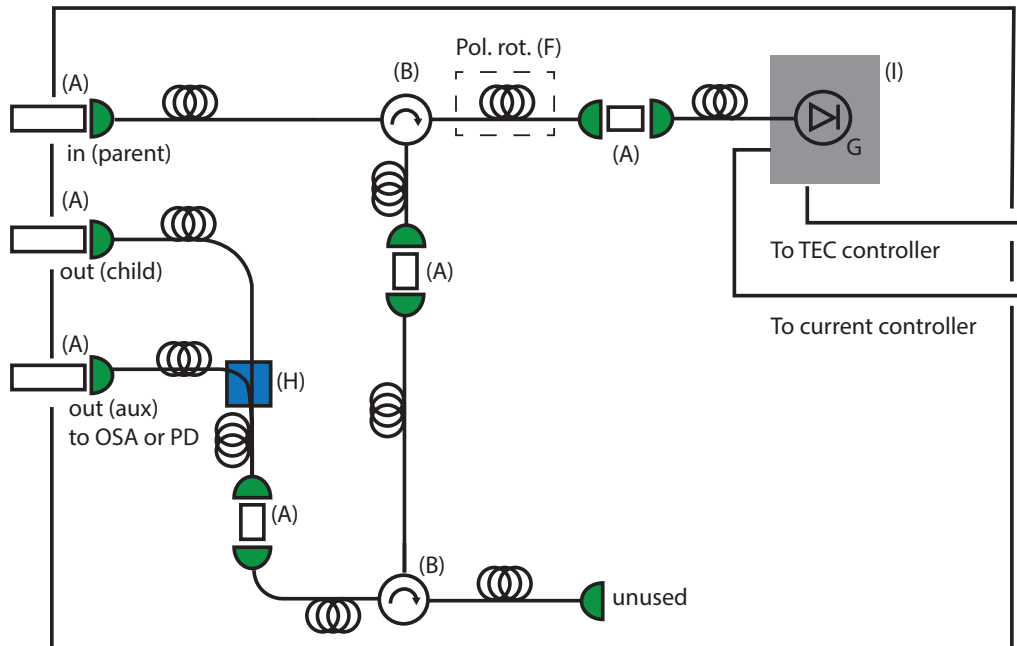 Pol. rot. (F)
(A)
(B)
(I)
in (parent)
(A)
G
(A)
out (child)
(A)
To TEC controller
(A)
To current controller
(H)
out (aux)
to OSA or PD
(A)
(B)
unused